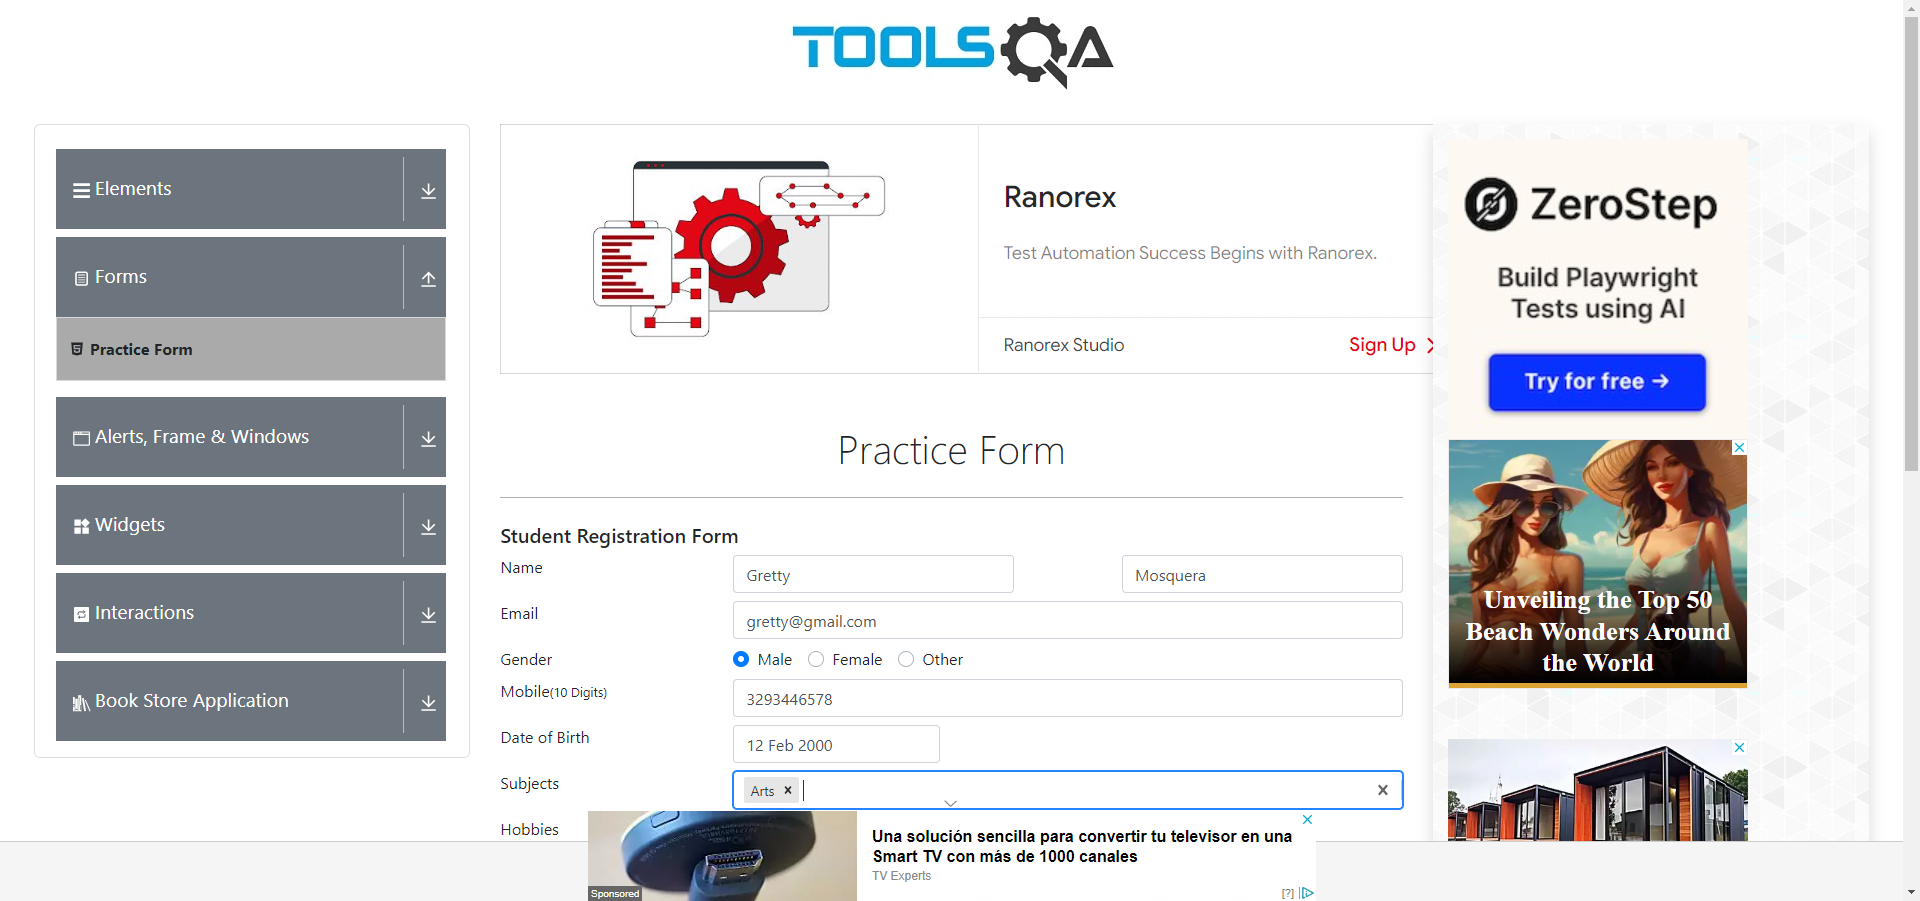 TOOLSQA
Elements
Forms
Practice Form
Alerts, Frame & Windows
Widgets
Interactions
Book Store Application
Ranorex
Test Automation Success Begins with Ranorex.
Ranorex Studio
Sign Up
Practice Form
Student Registration Form
Name
Gretty
Mosquera
Email
gretty@gmail.com
Gender
Male
Female
Other
Mobile(10 Digits)
3293446578
Date of Birth
12 Feb 2000
Subjects
Arts
Hobbies
ZeroStep
Build Playwright
Tests using AI
Try for free →
Unveiling the Top 50
Beach Wonders Around
the World
Una solución sencilla para convertir tu televisor en una
Smart TV con más de 1000 canales
TV Experts
Sponsored
[?]